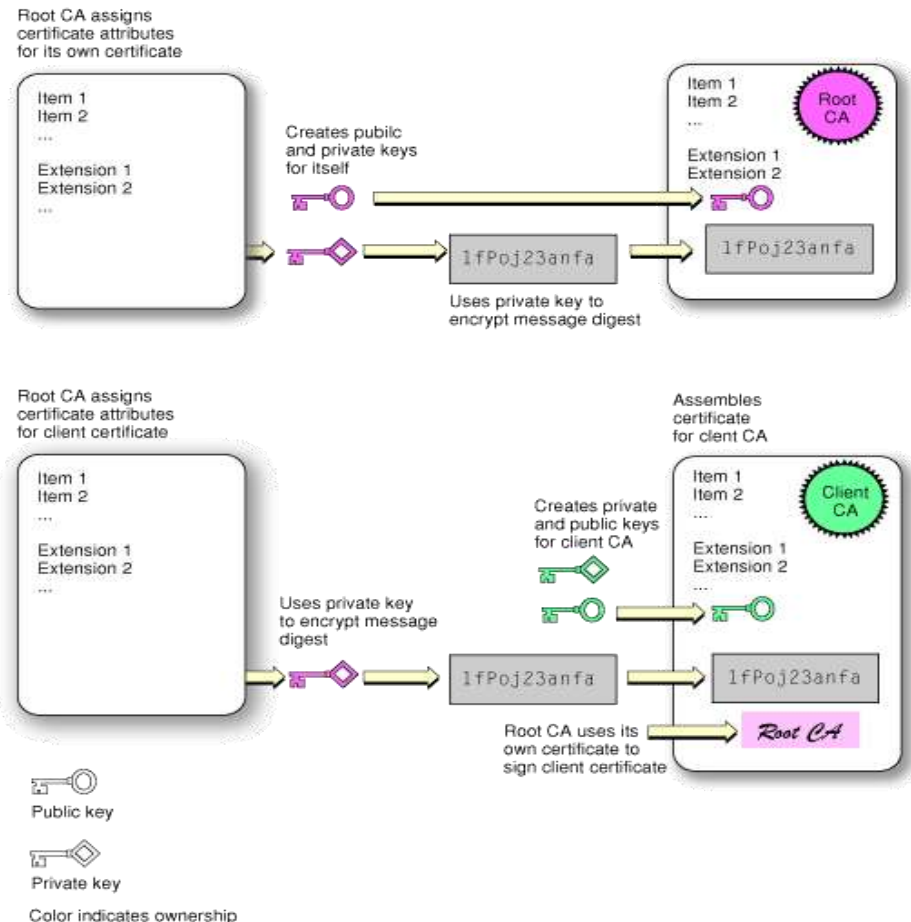 Root CA assigns
certificate attributes
for its own certificate
Item 1
Item 2
...
Extension 1
Extension 2
...
Creates pubilc
and private keys
for itself
1fPoj23anfa
Uses private key to
encrypt message digest
Item 1
Item 2
...
Extension 1
Extension 2
Root
CA
1fPoj23anfa
Root CA assigns
certificate attributes
for client certificate
Item 1
Item 2
...
Extension 1
Extension 2
...
Uses private key
to encrypt message
digest
Creates private
and public keys
for client CA
1fPoj23anfa
Root CA uses its
own certificate to
sign client certificate
Assembles
certificate
for clent CA
Item 1
Item 2
...
Extension 1
Extension 2
...
Client
CA
1fPoj23anfa
Root CA
Public key
Private key
Color indicates ownership